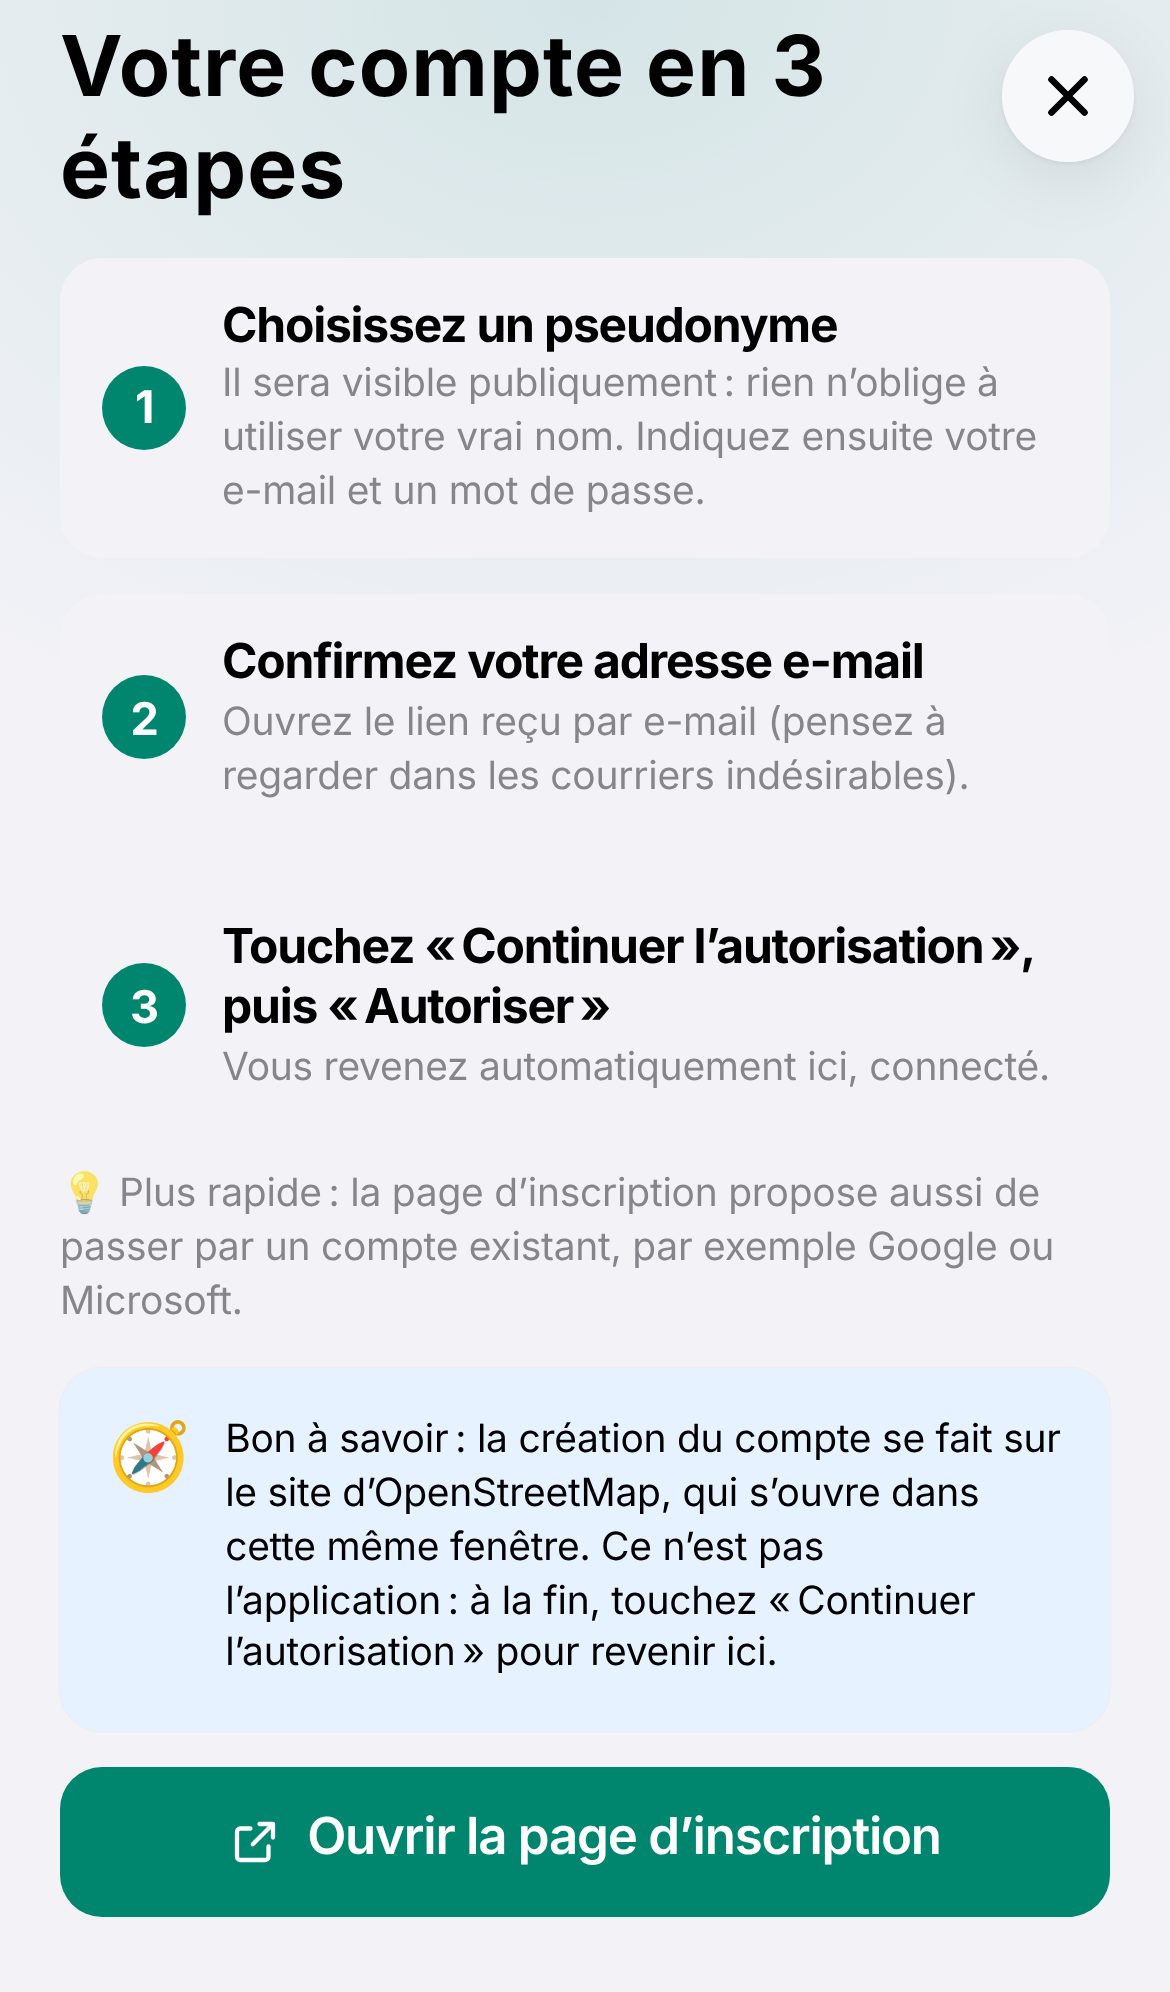 Votre compte en 3
étapes
1
Choisissez un pseudonyme
Il sera visible publiquement : rien n’oblige à
utiliser votre vrai nom. Indiquez ensuite votre
e-mail et un mot de passe.
2
Confirmez votre adresse e-mail
Ouvrez le lien reçu par e-mail (pensez à
regarder dans les courriers indésirables).
3
Touchez « Continuer l’autorisation »,
puis « Autoriser »
Vous revenez automatiquement ici, connecté.
💡 Plus rapide : la page d’inscription propose aussi de
passer par un compte existant, par exemple Google ou
Microsoft.
Bon à savoir : la création du compte se fait sur
le site d’OpenStreetMap, qui s’ouvre dans
cette même fenêtre. Ce n’est pas
l’application : à la fin, touchez « Continuer
l’autorisation » pour revenir ici.
Ouvrir la page d’inscription